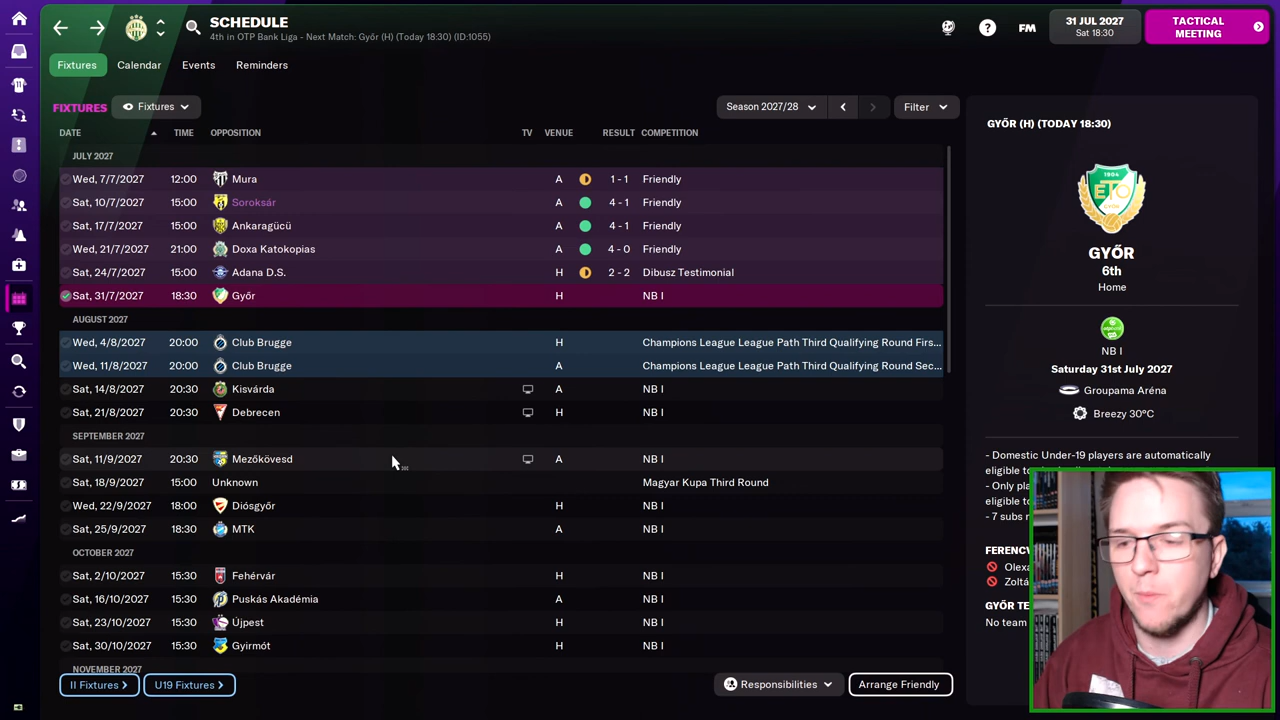 SCHEDULE
4th in OTP Bank Liga - Next Match: Győr (H) (Today 18:30) (ID:1055)
FM
31 JUL 2027
Sat 18:30
TACTICAL
MEETING
Fixtures Calendar Events Reminders
FIXTURES Fixtures Season 2027/28 Filter
DATE TIME OPPOSITION TV VENUE RESULT COMPETITION
JULY 2027
Wed, 7/7/2027 12:00 Mura A 1 - 1 Friendly
Sat, 10/7/2027 15:00 Soroksár A 4 - 1 Friendly
Sat, 17/7/2027 15:00 Ankaragücü A 4 - 1 Friendly
Wed, 21/7/2027 21:00 Doxa Katokopias A 4 - 0 Friendly
Sat, 24/7/2027 15:00 Adana D.S. H 2 - 2 Dibusz Testimonial
Sat, 31/7/2027 18:30 Győr H NB I
AUGUST 2027
Wed, 4/8/2027 20:00 Club Brugge H Champions League League Path Third Qualifying Round Firs...
Wed, 11/8/2027 20:00 Club Brugge A Champions League League Path Third Qualifying Round Sec...
Sat, 14/8/2027 20:30 Kisvárda A NB I
Sat, 21/8/2027 20:30 Debrecen H NB I
SEPTEMBER 2027
Sat, 11/9/2027 20:30 Mezőkövesd A NB I
Sat, 18/9/2027 15:00 Unknown Magyar Kupa Third Round
Wed, 22/9/2027 18:00 Diósgyőr H NB I
Sat, 25/9/2027 18:30 MTK A NB I
OCTOBER 2027
Sat, 2/10/2027 15:30 Fehérvár H NB I
Sat, 16/10/2027 15:30 Puskás Akadémia A NB I
Sat, 23/10/2027 15:30 Újpest H NB I
Sat, 30/10/2027 15:30 Gyirmót H NB I
NOVEMBER 2027
II Fixtures U19 Fixtures Responsibilities Arrange Friendly
GYŐR (H) (TODAY 18:30)
1904
ETO
GYŐR
GYŐR
6th
Home
NB I
Saturday 31st July 2027
Groupama Aréna
Breezy 30°C
- Domestic Under-19 players are automatically
eligible to
- Only
eligible to
- 7 subs
FERENCV
Olex
Zolt
GYŐR TE
No team